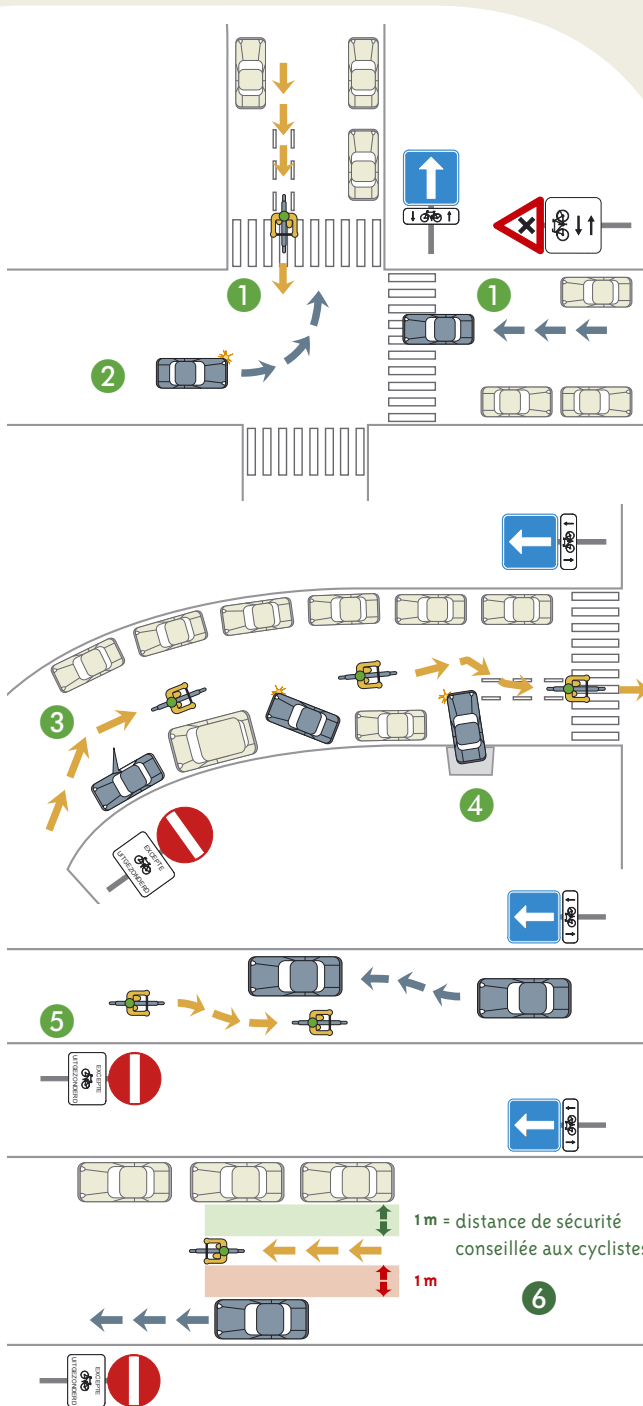 1
1
2
3
4
EXCEPTE
UITGEZONDERD
5
EXCEPTE
UITGEZONDERD
1 m = distance de sécurité
conseillée aux cyclistes
1 m
6
EXCEPTE
UITGEZONDERD